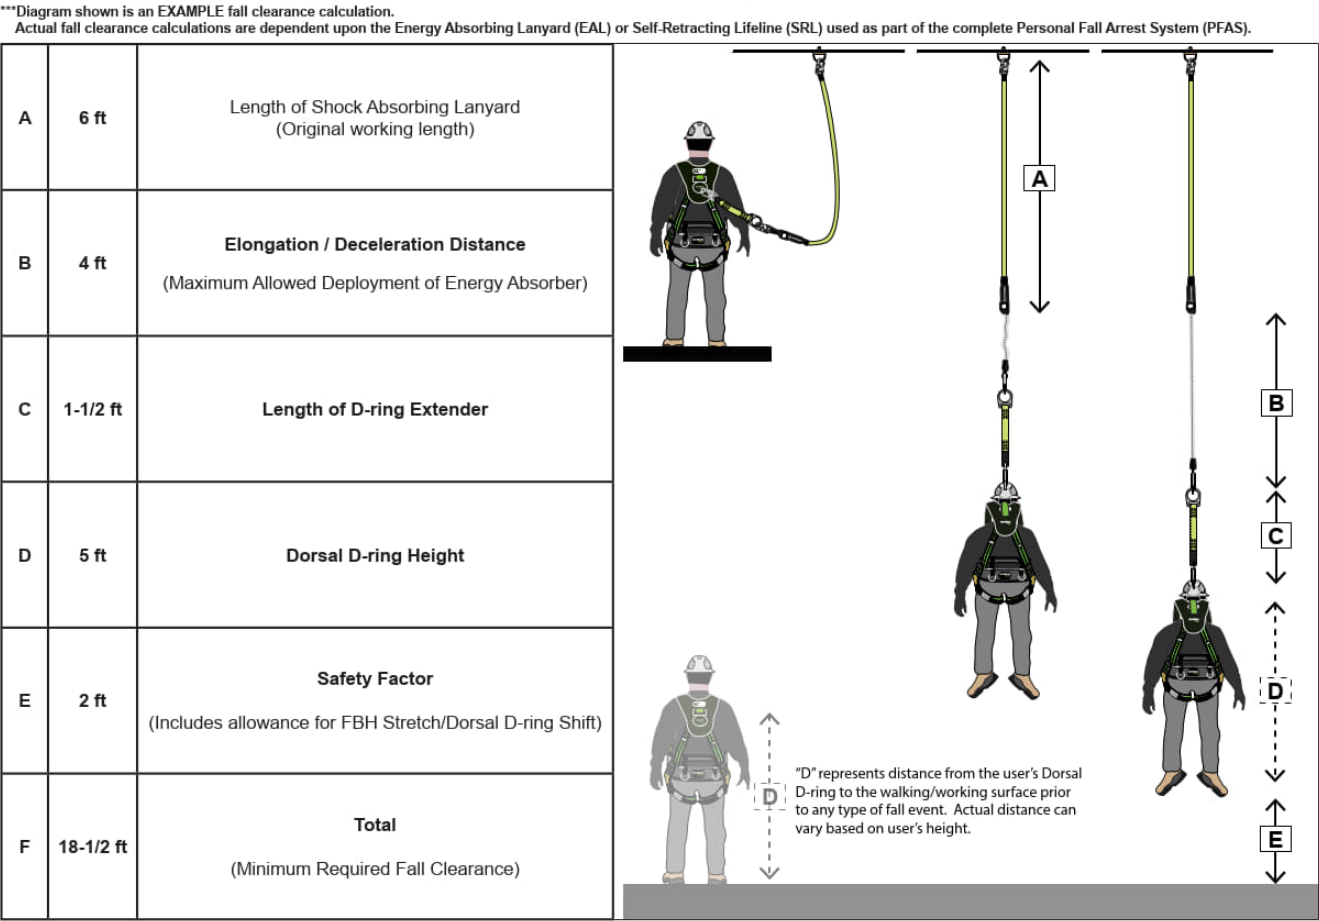 ***Diagram shown is an EXAMPLE fall clearance calculation.
Actual fall clearance calculations are dependent upon the Energy Absorbing Lanyard (EAL) or Self-Retracting Lifeline (SRL) used as part of the complete Personal Fall Arrest System (PFAS).
A
6 ft
Length of Shock Absorbing Lanyard
(Original working length)
B
4 ft
Elongation / Deceleration Distance
(Maximum Allowed Deployment of Energy Absorber)
C
1-1/2 ft
Length of D-ring Extender
D
5 ft
Dorsal D-ring Height
E
2 ft
Safety Factor
(Includes allowance for FBH Stretch/Dorsal D-ring Shift)
F
18-1/2 ft
Total
(Minimum Required Fall Clearance)
A
B
C
D
E
D
"D" represents distance from the user's Dorsal
D-ring to the walking/working surface prior
to any type of fall event. Actual distance can
vary based on user's height.